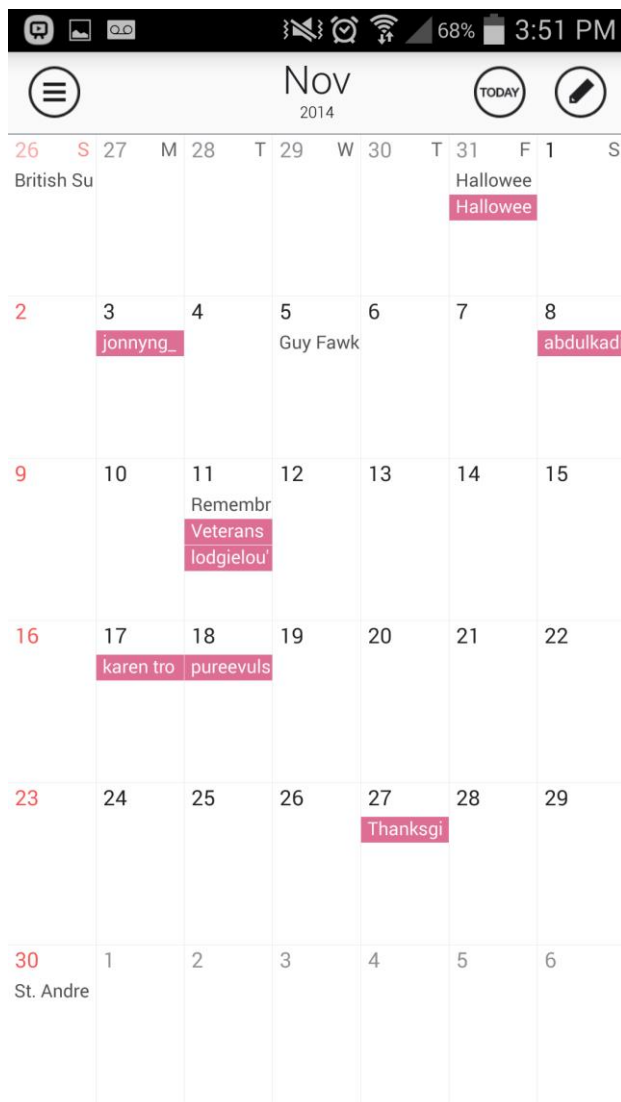 68% 3:51 PM
Nov
2014
TODAY
26 S 27 M 28 T 29 W 30 T 31 F 1 S
British Su Hallowee
Hallowee
2 3 4 5 6 7 8
jonnyng_ Guy Fawk abdulkad
9 10 11 12 13 14 15
Remembr
Veterans
lodgielou'
16 17 18 19 20 21 22
karen tro pureevuls
23 24 25 26 27 28 29
Thanksgi
30 1 2 3 4 5 6
St. Andre